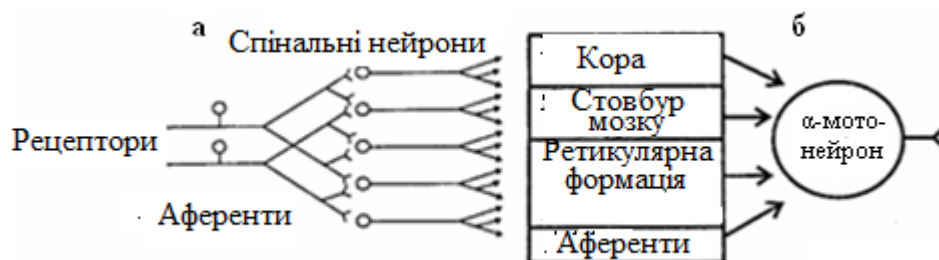 а
Спінальні нейрони
Рецептори
Аференти
б
Кора
Стовбур
мозку
Ретикулярна
формація
Аференти
α-мото-
нейрон